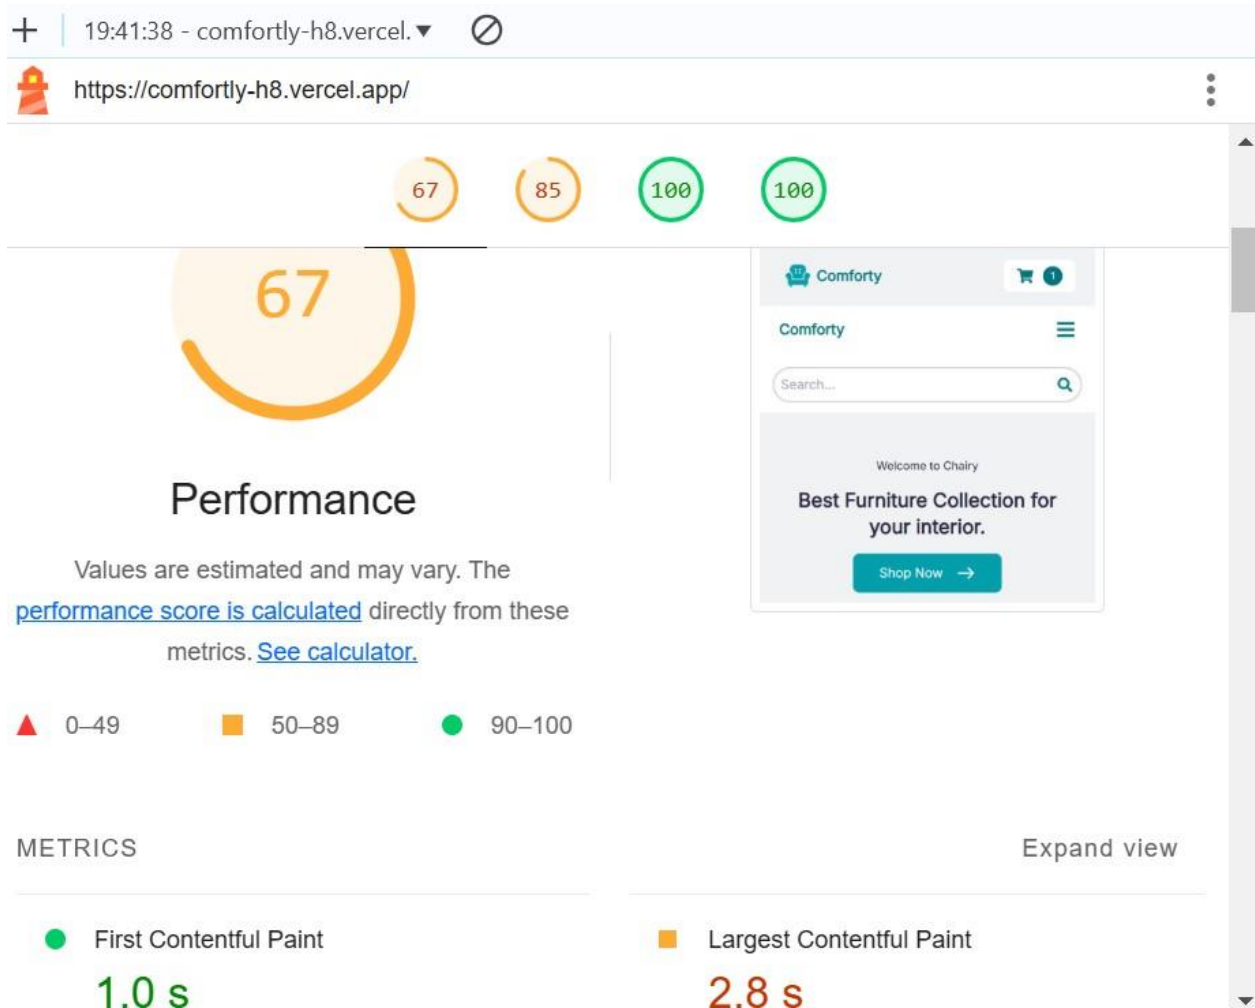 19:41:38 - comfortly-h8.vercel.
https://comfortly-h8.vercel.app/
67
85
100
100
67
Performance
Values are estimated and may vary. The
performance score is calculated directly from these
metrics. See calculator.
0–49
50–89
90–100
Comforty
1
Comforty
Search...
Welcome to Chairy
Best Furniture Collection for
your interior.
Shop Now
METRICS
Expand view
First Contentful Paint
1.0 s
Largest Contentful Paint
2.8 s